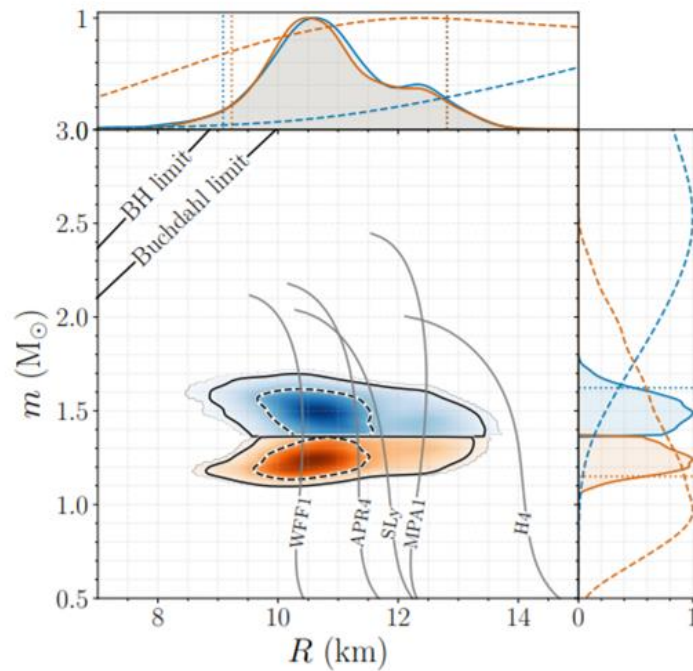 1
3.0
BH limit
Buchdahl limit
2.5
2.0
1.5
1.0
0.5
m (M⊙)
WFF1
APR4
SLy
MPA1
H4
8
10
12
14
0
1
R (km)